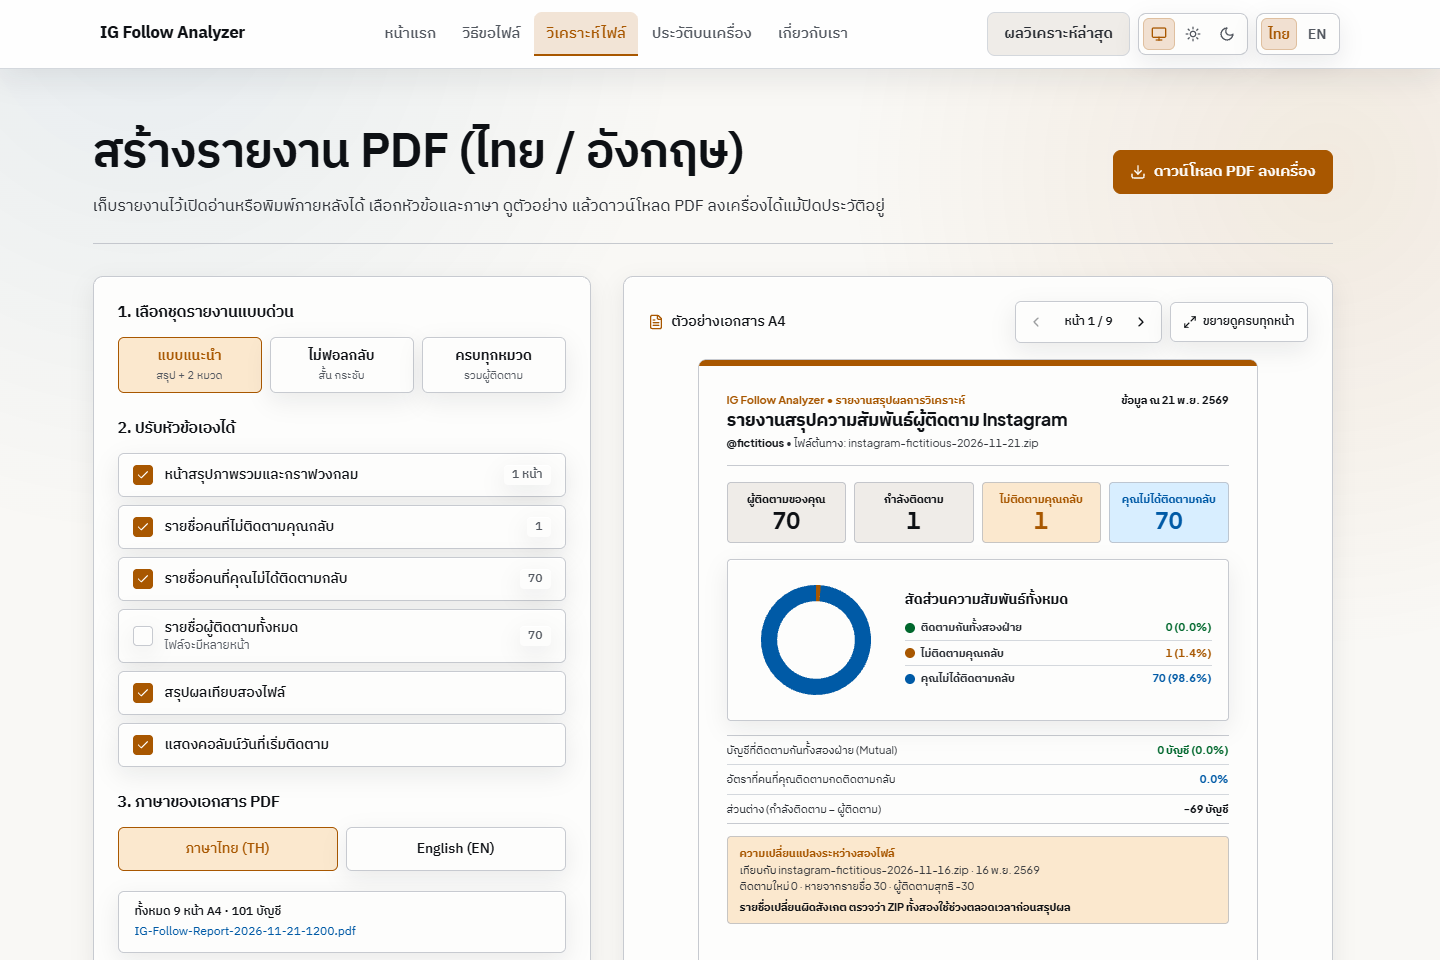 IG Follow Analyzer
หน้าแรก
วิธีขอไฟล์
วิเคราะห์ไฟล์
ประวัติบนเครื่อง
เกี่ยวกับเรา
ผลวิเคราะห์ล่าสุด
ไทย
EN
สร้างรายงาน PDF (ไทย / อังกฤษ)
เก็บรายงานไว้เปิดอ่านหรือพิมพ์ภายหลังได้ เลือกหัวข้อและภาษา ดูตัวอย่าง แล้วดาวน์โหลด PDF ลงเครื่องได้แม้ปิดประวัติอยู่
ดาวน์โหลด PDF ลงเครื่อง
1. เลือกชุดรายงานแบบด่วน
แบบแนะนำ
สรุป + 2 หมวด
ไม่ฟอลกลับ
สั้น กระชับ
ครบทุกหมวด
รวมผู้ติดตาม
2. ปรับหัวข้อเองได้
หน้าสรุปภาพรวมและกราฟวงกลม
1 หน้า
รายชื่อคนที่ไม่ติดตามคุณกลับ
1
รายชื่อคนที่คุณไม่ได้ติดตามกลับ
70
รายชื่อผู้ติดตามทั้งหมด
ไฟล์จะมีหลายหน้า
70
สรุปผลเทียบสองไฟล์
แสดงคอลัมน์วันที่เริ่มติดตาม
3. ภาษาของเอกสาร PDF
ภาษาไทย (TH)
English (EN)
ทั้งหมด 9 หน้า A4 · 101 บัญชี
IG-Follow-Report-2026-11-21-1200.pdf
ตัวอย่างเอกสาร A4
หน้า 1 / 9
ขยายดูครบทุกหน้า
IG Follow Analyzer • รายงานสรุปผลการวิเคราะห์
ข้อมูล ณ 21 พ.ย. 2569
รายงานสรุปความสัมพันธ์ผู้ติดตาม Instagram
@fictitious • ไฟล์ต้นทาง: instagram-fictitious-2026-11-21.zip
ผู้ติดตามของคุณ
70
กำลังติดตาม
1
ไม่ติดตามคุณกลับ
1
คุณไม่ได้ติดตามกลับ
70
สัดส่วนความสัมพันธ์ทั้งหมด
ติดตามกันทั้งสองฝ่าย
0 (0.0%)
ไม่ติดตามคุณกลับ
1 (1.4%)
คุณไม่ได้ติดตามกลับ
70 (98.6%)
บัญชีที่ติดตามกันทั้งสองฝ่าย (Mutual)
0 บัญชี (0.0%)
อัตราที่คนที่คุณติดตามกดติดตามกลับ
0.0%
ส่วนต่าง (กำลังติดตาม − ผู้ติดตาม)
−69 บัญชี
ความเปลี่ยนแปลงระหว่างสองไฟล์
เทียบกับ instagram-fictitious-2026-11-16.zip · 16 พ.ย. 2569
ติดตามใหม่ 0 · หายจากรายชื่อ 30 · ผู้ติดตามสุทธิ -30
รายชื่อเปลี่ยนผิดสังเกต ตรวจว่า ZIP ทั้งสองใช้ช่วงตลอดเวลาก่อนสรุปผล